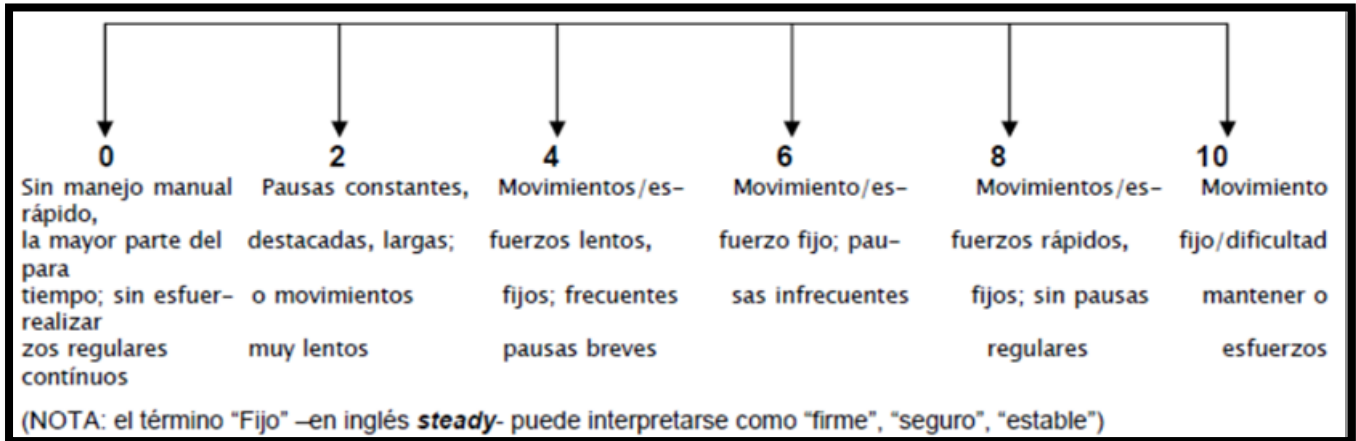 0 2 4 6 8 10
Sin manejo manual Pausas constantes, Movimientos/es- Movimiento/es- Movimientos/es- Movimiento
rápido,
la mayor parte del destacadas, largas; fuerzos lentos, fuerzo fijo; pau- fuerzos rápidos, fijo/dificultad
para
tiempo; sin esfuer- o movimientos fijos; frecuentes sas infrecuentes fijos; sin pausas mantener o
realizar
zos regulares muy lentos pausas breves regulares esfuerzos
contínuos
(NOTA: el término “Fijo” –en inglés steady- puede interpretarse como “firme”, “seguro”, “estable”)